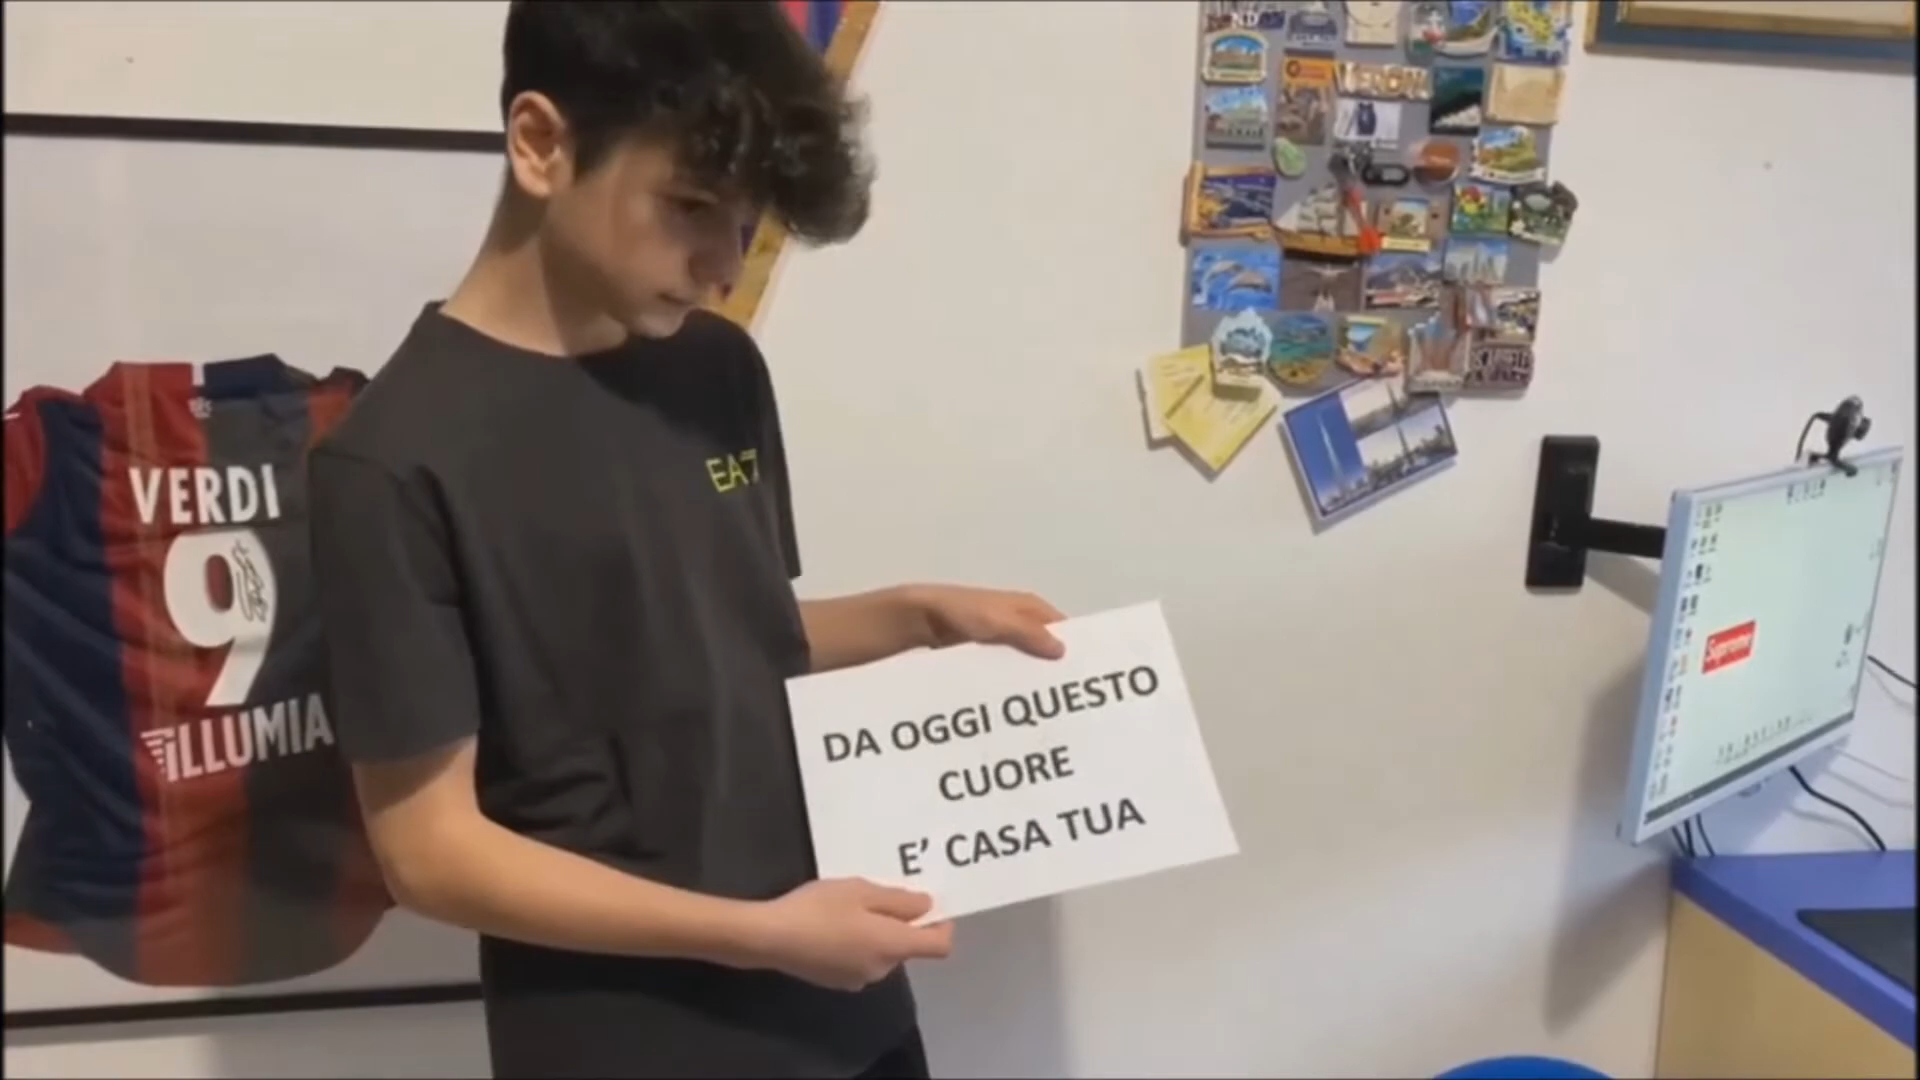 VERDI
9
ILLUMIA
EA7
DA OGGI QUESTO
CUORE
E' CASA TUA
Supreme